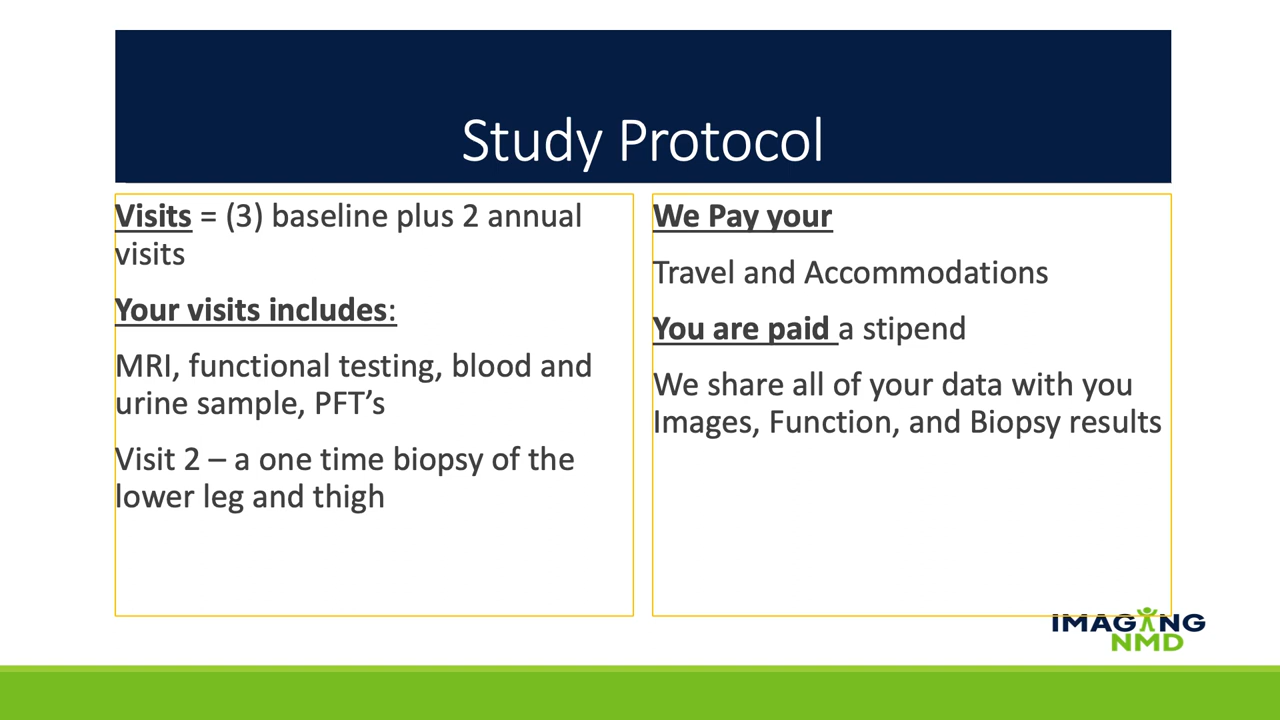 Study Protocol
Visits = (3) baseline plus 2 annual
visits
Your visits includes:
MRI, functional testing, blood and
urine sample, PFT’s
Visit 2 – a one time biopsy of the
lower leg and thigh
We Pay your
Travel and Accommodations
You are paid a stipend
We share all of your data with you
Images, Function, and Biopsy results
IMAGING
NMD